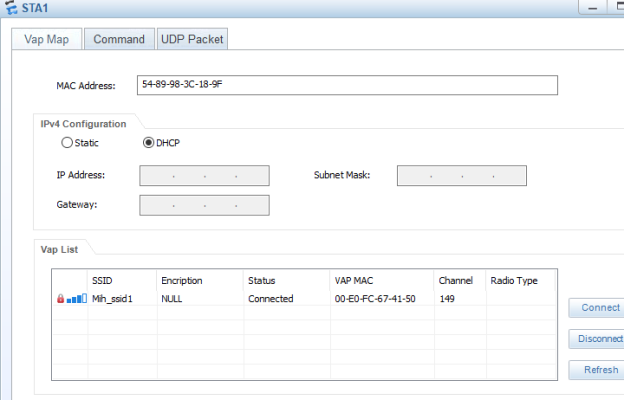 STA1
Vap Map Command UDP Packet
MAC Address: 54-89-98-3C-18-9F
IPv4 Configuration
Static DHCP
IP Address: . . . Subnet Mask: . . .
Gateway: . . .
Vap List
SSID Encription Status VAP MAC Channel Radio Type
Mih_ssid1 NULL Connected 00-E0-FC-67-41-50 149
Connect
Disconnect
Refresh